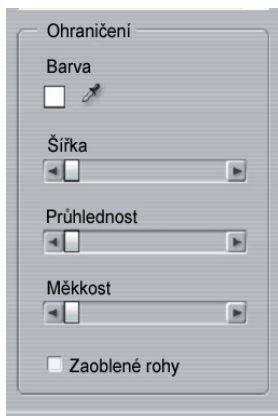 Ohraničení
Barva
Šířka
Průhlednost
Měkkost
Zaoblené rohy